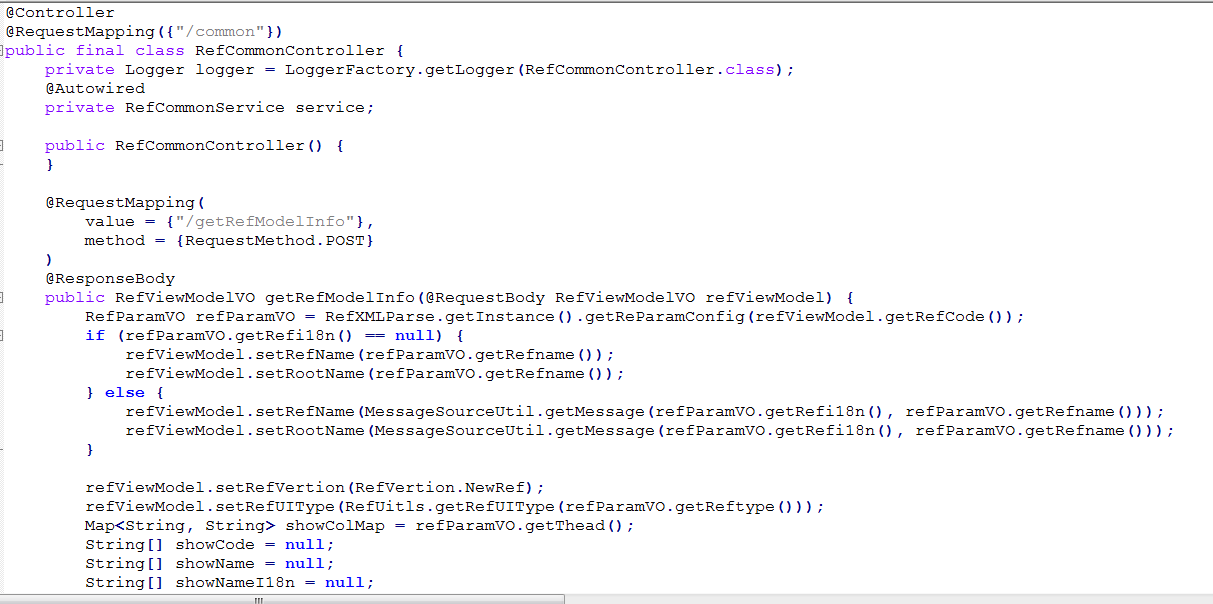 @Controller
@RequestMapping({"/common"})
public final class RefCommonController {
    private Logger logger = LoggerFactory.getLogger(RefCommonController.class);
    @Autowired
    private RefCommonService service;

    public RefCommonController() {
    }

    @RequestMapping(
        value = {"/getRefModelInfo"},
        method = {RequestMethod.POST}
    )
    @ResponseBody
    public RefViewModelVO getRefModelInfo(@RequestBody RefViewModelVO refViewModel) {
        RefParamVO refParamVO = RefXMLParse.getInstance().getReParamConfig(refViewModel.getRefCode());
        if (refParamVO.getRefi18n() == null) {
            refViewModel.setRefName(refParamVO.getRefname());
            refViewModel.setRootName(refParamVO.getRefname());
        } else {
            refViewModel.setRefName(MessageSourceUtil.getMessage(refParamVO.getRefi18n(), refParamVO.getRefname()));
            refViewModel.setRootName(MessageSourceUtil.getMessage(refParamVO.getRefi18n(), refParamVO.getRefname()));
        }

        refViewModel.setRefVertion(RefVertion.NewRef);
        refViewModel.setRefUIType(RefUitls.getRefUIType(refParamVO.getReftype()));
        Map<String, String> showColMap = refParamVO.getThead();
        String[] showCode = null;
        String[] showName = null;
        String[] showNameI18n = null;